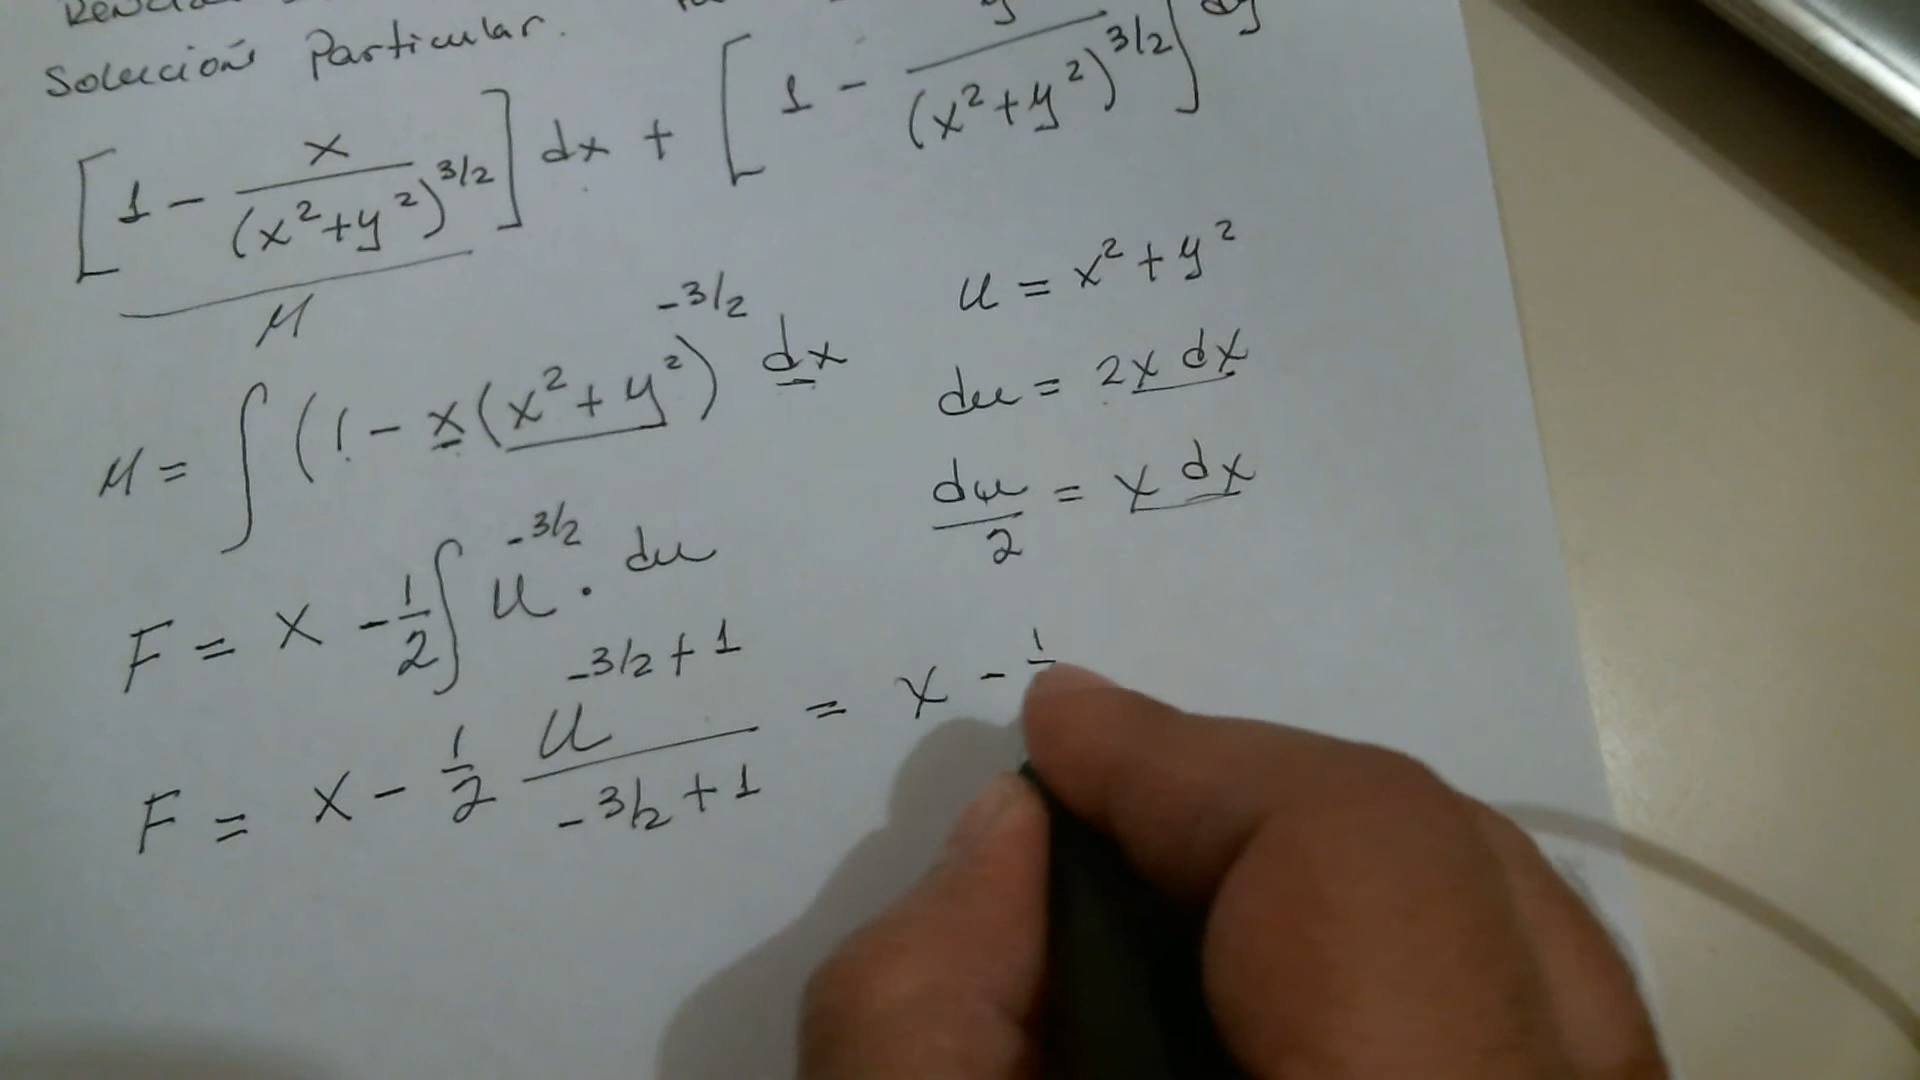 Solución Particular.
[1 - x/(x²+y²)^3/2] dx + [1 - y/(x²+y²)^3/2] dy
M
M = ∫(1 - x(x²+y²)^-3/2 dx
u = x²+y²
du = 2x dx
du/2 = x dx
F = x - 1/2 ∫ u^-3/2 · du
F = x - 1/2 u^-3/2+1/-3/2+1 = x - 1